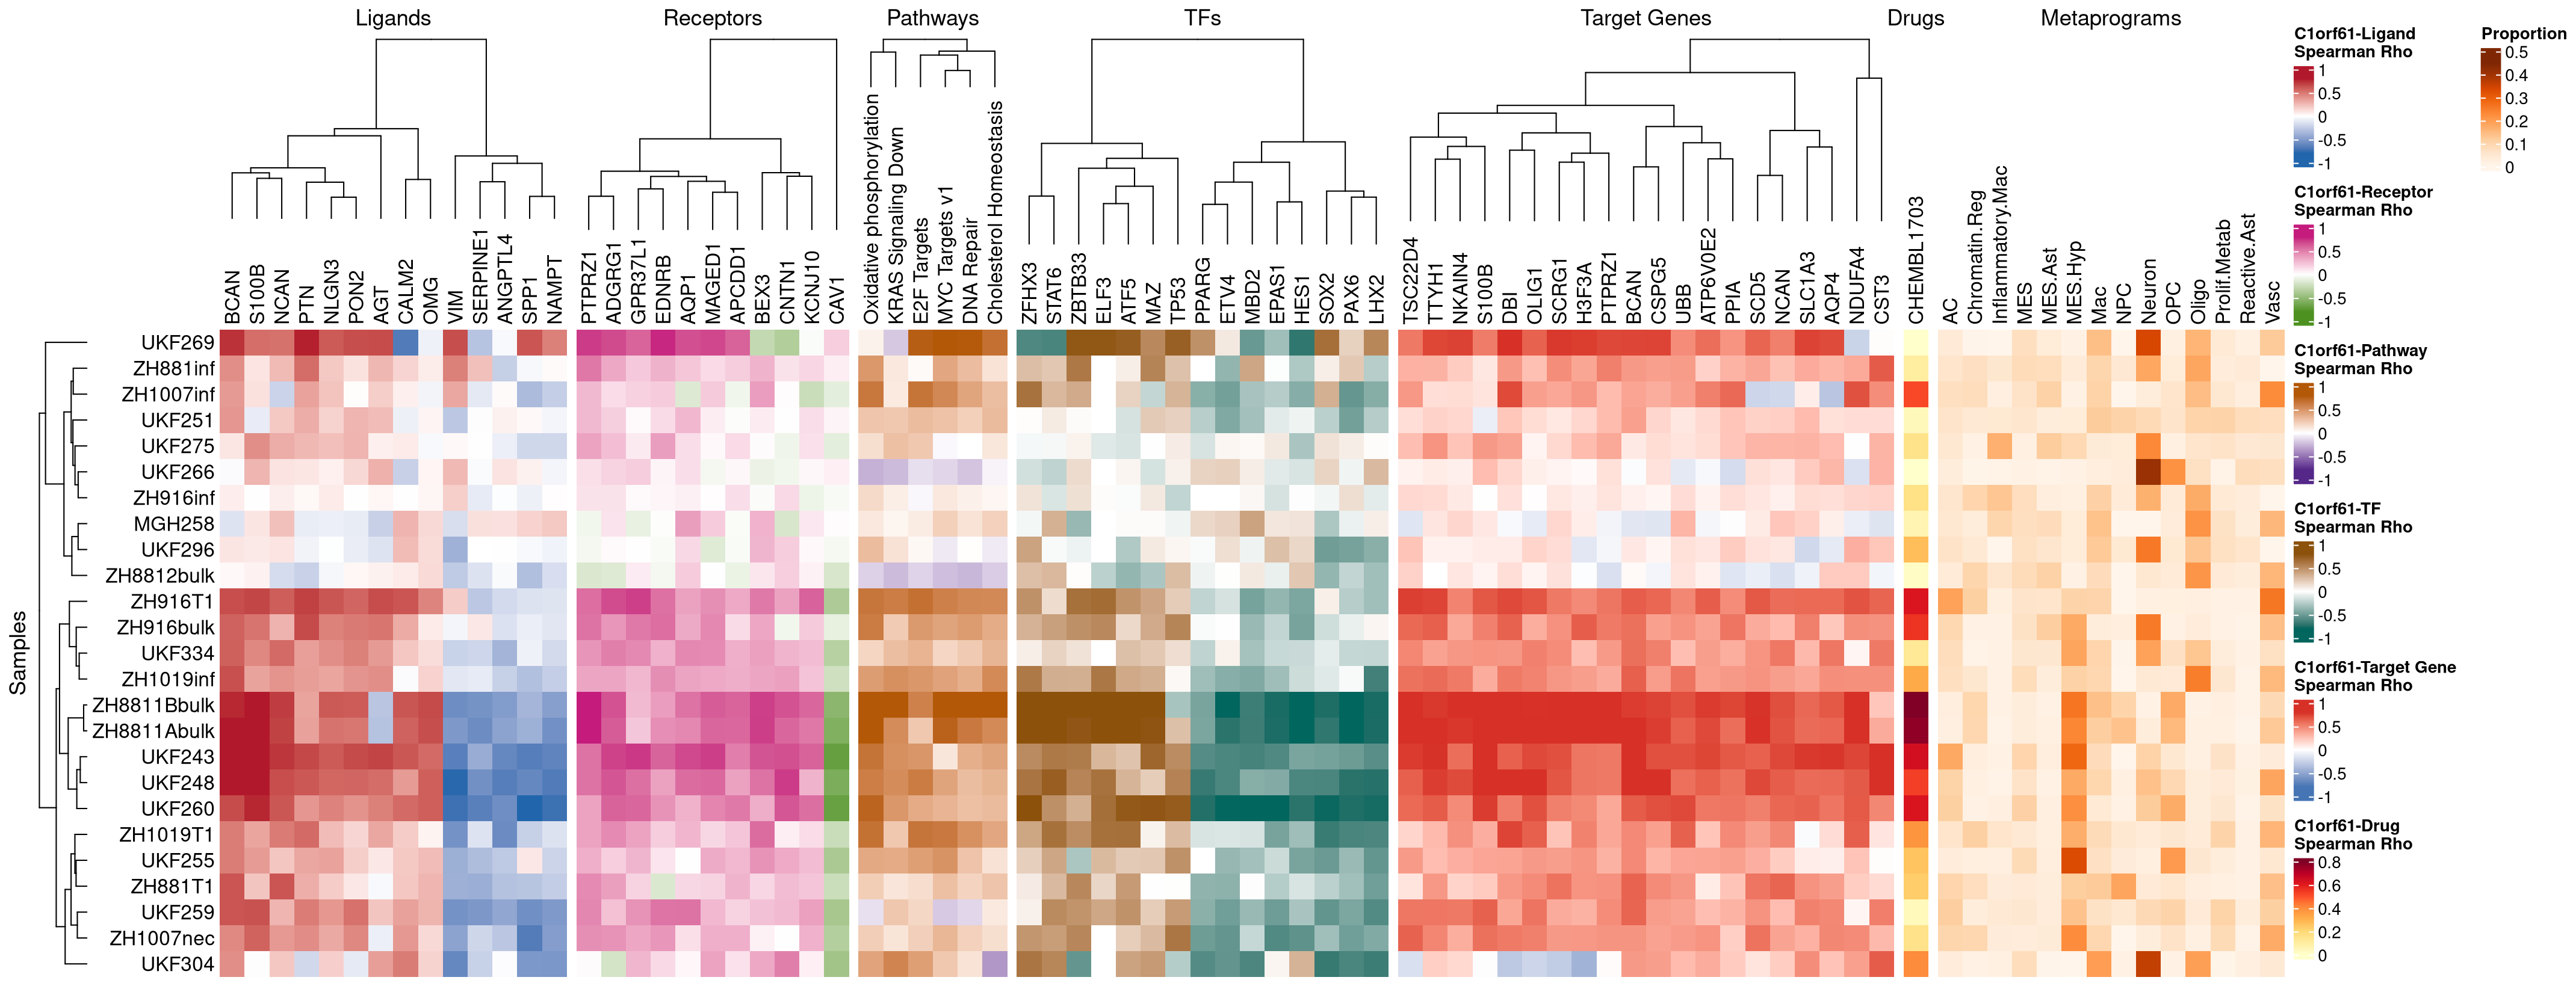 Ligands
Receptors
Pathways
TFs
Target Genes
Drugs
Metaprograms
BCAN
S100B
NCAN
PTN
NLGN3
PON2
AGT
CALM2
OMG
VIM
SERPINE1
ANGPTL4
SPP1
NAMPT
PTPRZ1
ADGRG1
GPR37L1
EDNRB
AQP1
MAGED1
APCDD1
BEX3
CNTN1
KCNJ10
CAV1
Oxidative phosphorylation
KRAS Signaling Down
E2F Targets
MYC Targets v1
DNA Repair
Cholesterol Homeostasis
ZFHX3
STAT6
ZBTB33
ELF3
ATF5
MAZ
TP53
PPARG
ETV4
MBD2
EPAS1
HES1
SOX2
PAX6
LHX2
TSC22D4
TTYH1
NKAIN4
S100B
DBI
OLIG1
SCRG1
H3F3A
PTPRZ1
BCAN
CSPG5
UBB
ATP6V0E2
PPIA
SCD5
NCAN
SLC1A3
AQP4
NDUFA4
CST3
CHEMBL1703
AC
Chromatin.Reg
Inflammatory.Mac
MES
MES.Ast
MES.Hyp
Mac
NPC
Neuron
OPC
Oligo
Prolif.Metab
Reactive.Ast
Vasc
Samples
UKF269
ZH881inf
ZH1007inf
UKF251
UKF275
UKF266
ZH916inf
MGH258
UKF296
ZH8812bulk
ZH916T1
ZH916bulk
UKF334
ZH1019inf
ZH8811Bbulk
ZH8811Abulk
UKF243
UKF248
UKF260
ZH1019T1
UKF255
ZH881T1
UKF259
ZH1007nec
UKF304
C1orf61-Ligand
Spearman Rho
1
0.5
0
-0.5
-1
C1orf61-Receptor
Spearman Rho
1
0.5
0
-0.5
-1
C1orf61-Pathway
Spearman Rho
1
0.5
0
-0.5
-1
C1orf61-TF
Spearman Rho
1
0.5
0
-0.5
-1
C1orf61-Target Gene
Spearman Rho
1
0.5
0
-0.5
-1
C1orf61-Drug
Spearman Rho
0.8
0.6
0.4
0.2
0
Proportion
0.5
0.4
0.3
0.2
0.1
0